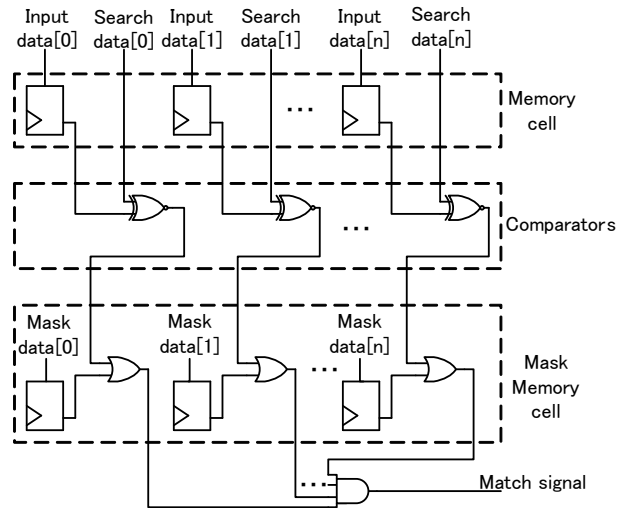 Input data[0]
Search data[0]
Input data[1]
Search data[1]
Input data[n]
Search data[n]
...
Memory cell
Comparators
...
Mask data[0]
Mask data[1]
Mask data[n]
...
Mask Memory cell
...
Match signal